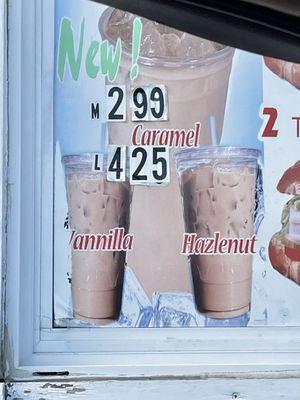 New!
M 2 99
Caramel
L 4 25
Vannilla
Hazlenut
2 T